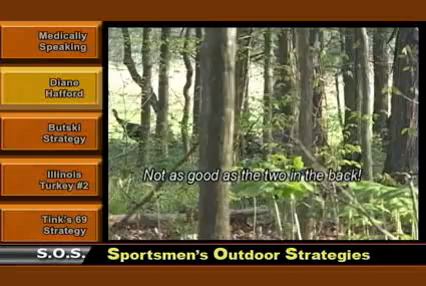 Medically
Speaking
Diane
Hafford
Butski
Strategy
Illinois
Turkey #2
Tink's 69
Strategy
Not as good as the two in the back!
S.O.S.
Sportsmen's Outdoor Strategies